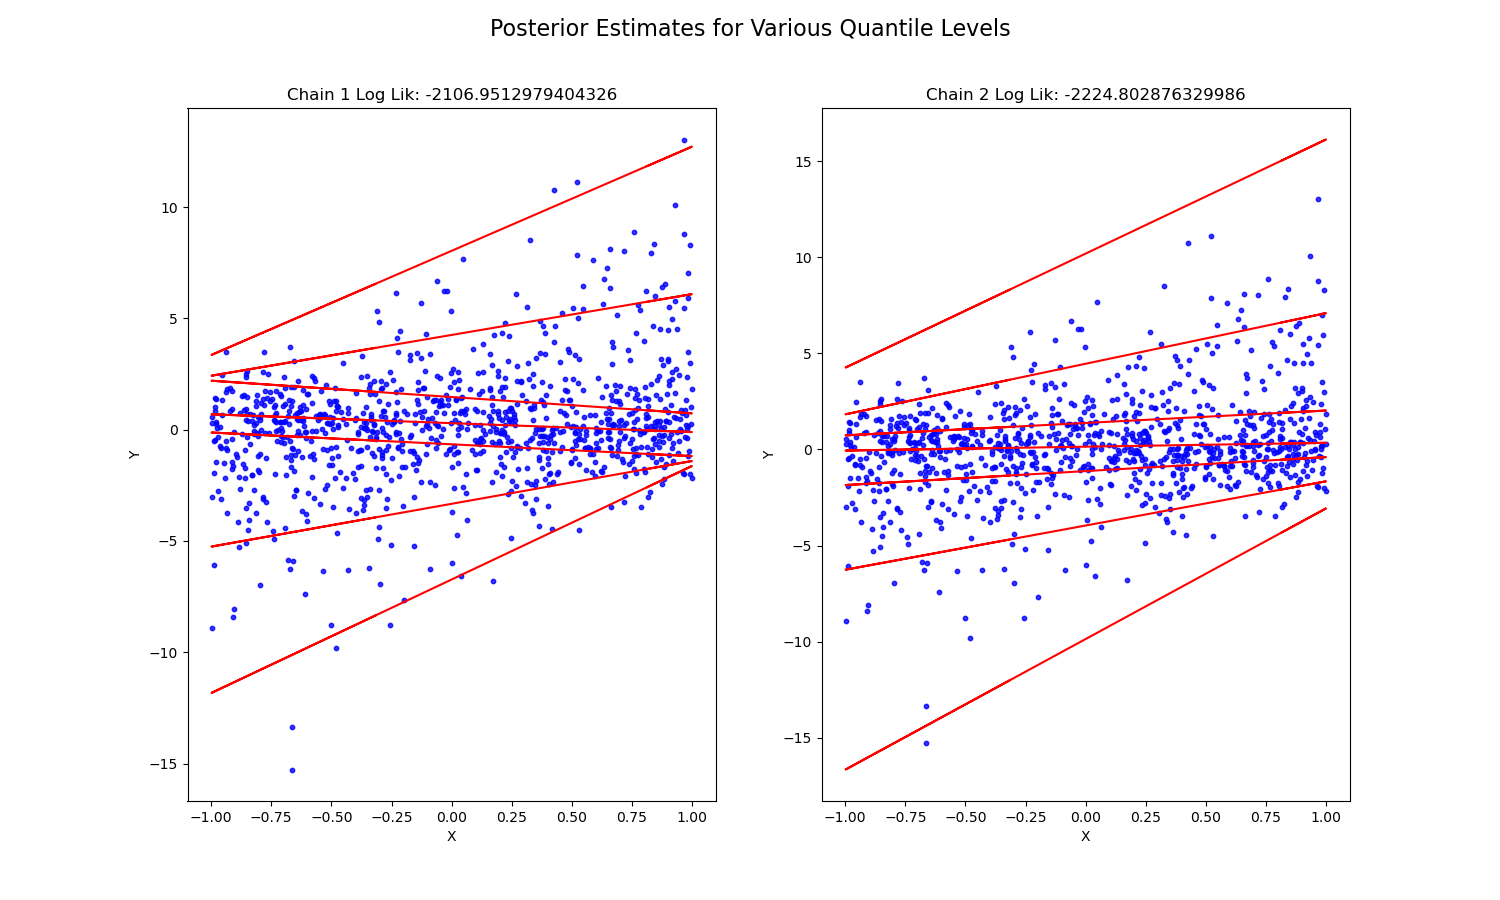 Posterior Estimates for Various Quantile Levels
Chain 1 Log Lik: -2106.9512979404326
10
5
0
−5
−10
−15
Y
−1.00 −0.75 −0.50 −0.25 0.00 0.25 0.50 0.75 1.00
X
Chain 2 Log Lik: -2224.802876329986
15
10
5
0
−5
−10
−15
Y
−1.00 −0.75 −0.50 −0.25 0.00 0.25 0.50 0.75 1.00
X